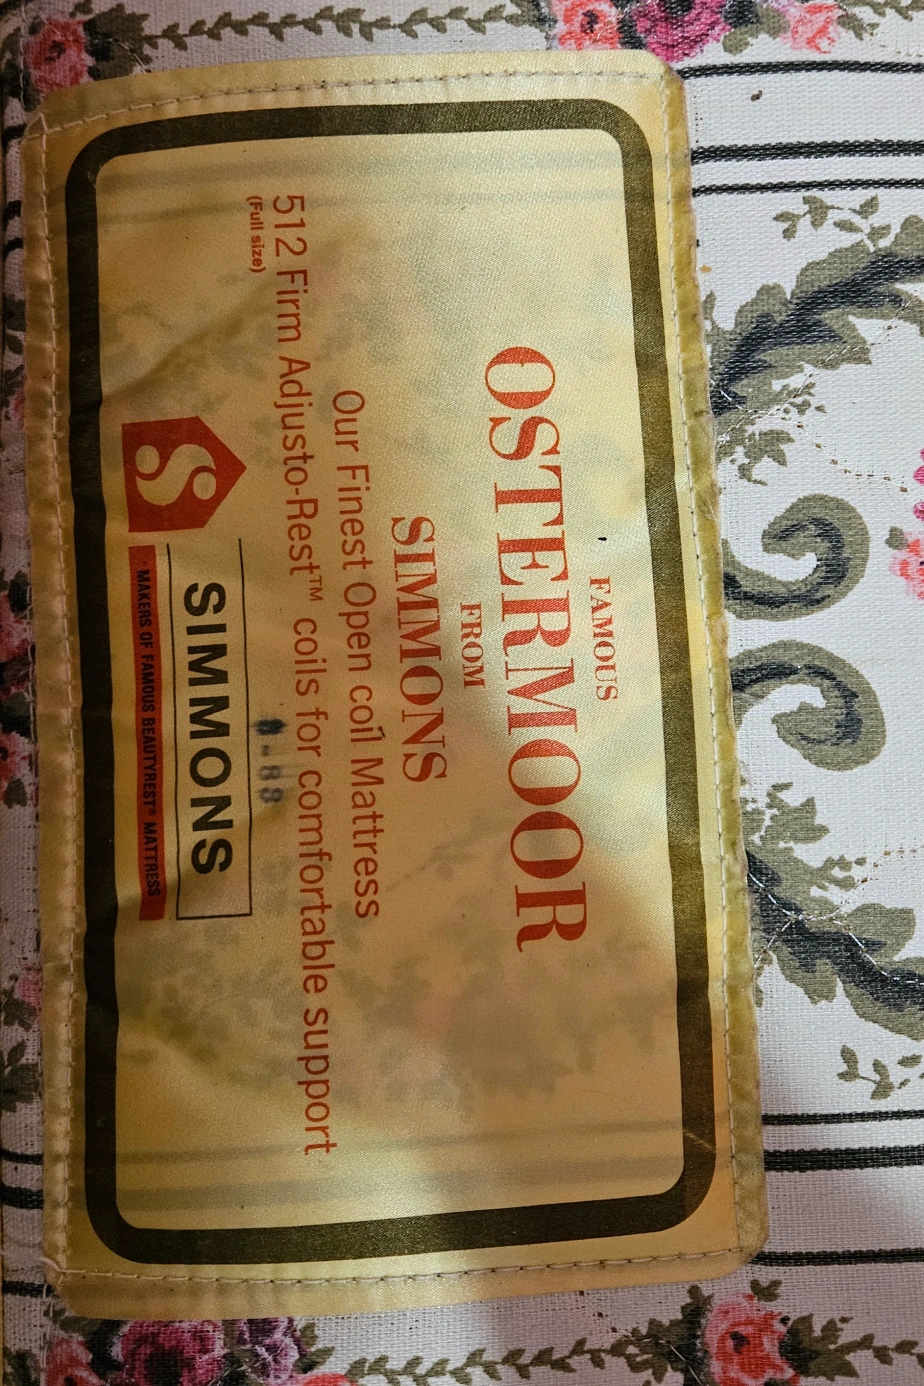 FAMOUS
OSTERMOOR
FROM
SIMMONS
Our Finest Open coil Mattress
512 Firm Adjusto-Rest™ coils for comfortable support
(Full size)
SIMMONS
MAKERS OF FAMOUS BEAUTYREST® MATTRESS